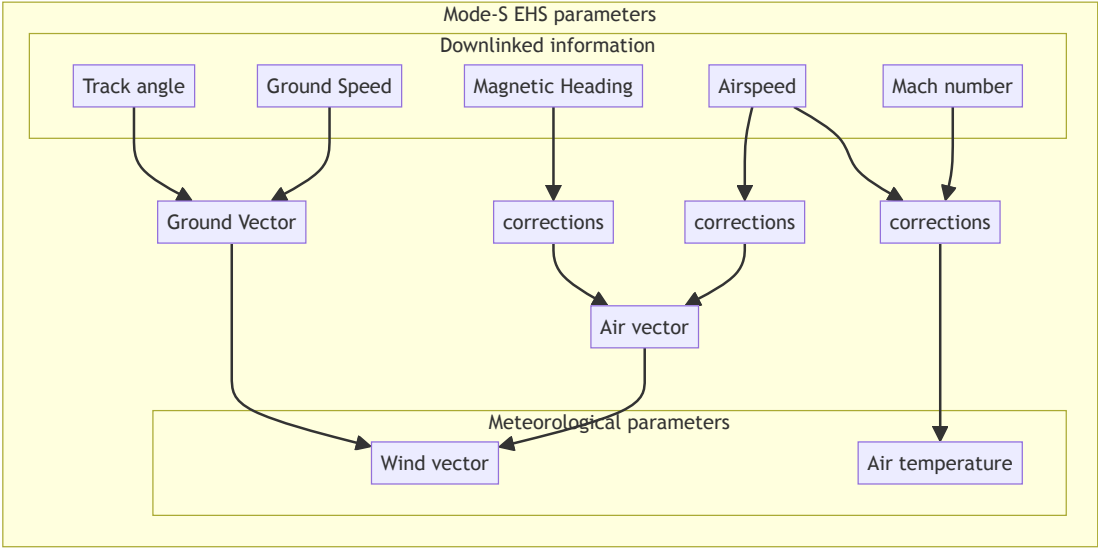 Mode-S EHS parameters
Downlinked information
Track angle
Ground Speed
Magnetic Heading
Airspeed
Mach number
Ground Vector
corrections
corrections
corrections
Air vector
Meteorological parameters
Wind vector
Air temperature